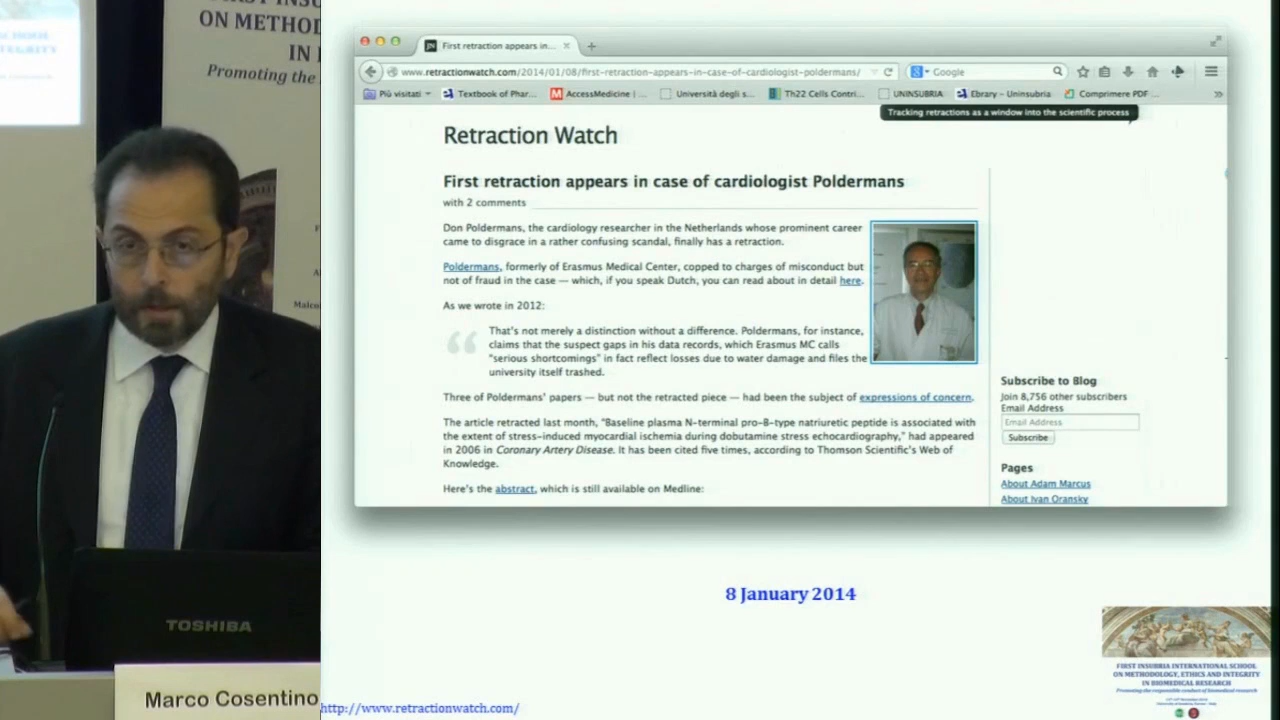 ON METHOD
IN
Promoting the
TOSHIBA
Marco Cosentino
First retraction appears in...
www.retractionwatch.com/2014/01/08/first-retraction-appears-in-case-of-cardiologist-poldermans/
Google
Più visitati
Textbook of Phar...
AccessMedicine | ...
Università degli s...
Th22 Cells Contri...
UNINSUBRIA
Ebrary - Uninsubria
Comprimere PDF ...
Tracking retractions as a window into the scientific process
Retraction Watch
First retraction appears in case of cardiologist Poldermans
with 2 comments
Don Poldermans, the cardiology researcher in the Netherlands whose prominent career
came to disgrace in a rather confusing scandal, finally has a retraction.
Poldermans, formerly of Erasmus Medical Center, copped to charges of misconduct but
not of fraud in the case — which, if you speak Dutch, you can read about in detail here.
As we wrote in 2012:
“
That's not merely a distinction without a difference. Poldermans, for instance,
claims that the suspect gaps in his data records, which Erasmus MC calls
"serious shortcomings" in fact reflect losses due to water damage and files the
university itself trashed.
Three of Poldermans' papers — but not the retracted piece — had been the subject of expressions of concern.
The article retracted last month, "Baseline plasma N-terminal pro-B-type natriuretic peptide is associated with
the extent of stress-induced myocardial ischemia during dobutamine stress echocardiography," had appeared
in 2006 in Coronary Artery Disease. It has been cited five times, according to Thomson Scientific's Web of
Knowledge.
Here's the abstract, which is still available on Medline:
Subscribe to Blog
Join 8,756 other subscribers
Email Address
Email Address
Subscribe
Pages
About Adam Marcus
About Ivan Oransky
8 January 2014
FIRST INSUBRIA INTERNATIONAL SCHOOL
ON METHODOLOGY, ETHICS AND INTEGRITY
IN BIOMEDICAL RESEARCH
Promoting the responsible conduct of biomedical research
http://www.retractionwatch.com/